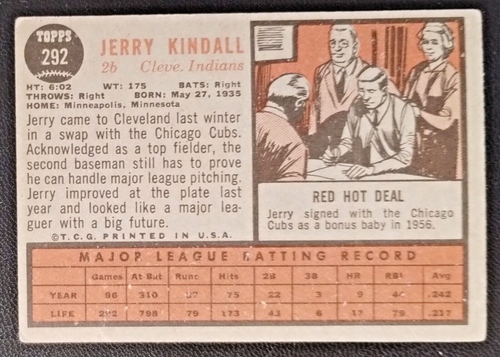 TOPPS
292
JERRY KINDALL
2b Cleve. Indians
HT: 6:02 WT: 175 BATS: Right
THROWS: Right BORN: May 27, 1935
HOME: Minneapolis, Minnesota
Jerry came to Cleveland last winter
in a swap with the Chicago Cubs.
Acknowledged as a top fielder, the
second baseman still has to prove
he can handle major league pitching.
Jerry improved at the plate last
year and looked like a major lea-
guer with a big future.
© T.C.G. PRINTED IN U.S.A.
RED HOT DEAL
Jerry signed with the Chicago
Cubs as a bonus baby in 1956.
MAJOR LEAGUE BATTING RECORD
Games At Bat Runs Hits 2B 3B HR RBI Avg
YEAR 96 310 37 75 22 3 9 44 .242
LIFE 798 79 173 43 6 17 79 .217